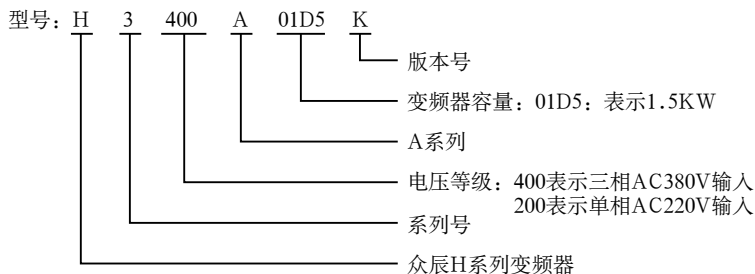 型号: H 3 400 A 01D5 K
版本号
变频器容量: 01D5: 表示1.5KW
A系列
电压等级: 400表示三相AC380V输入
200表示单相AC220V输入
系列号
众辰H系列变频器